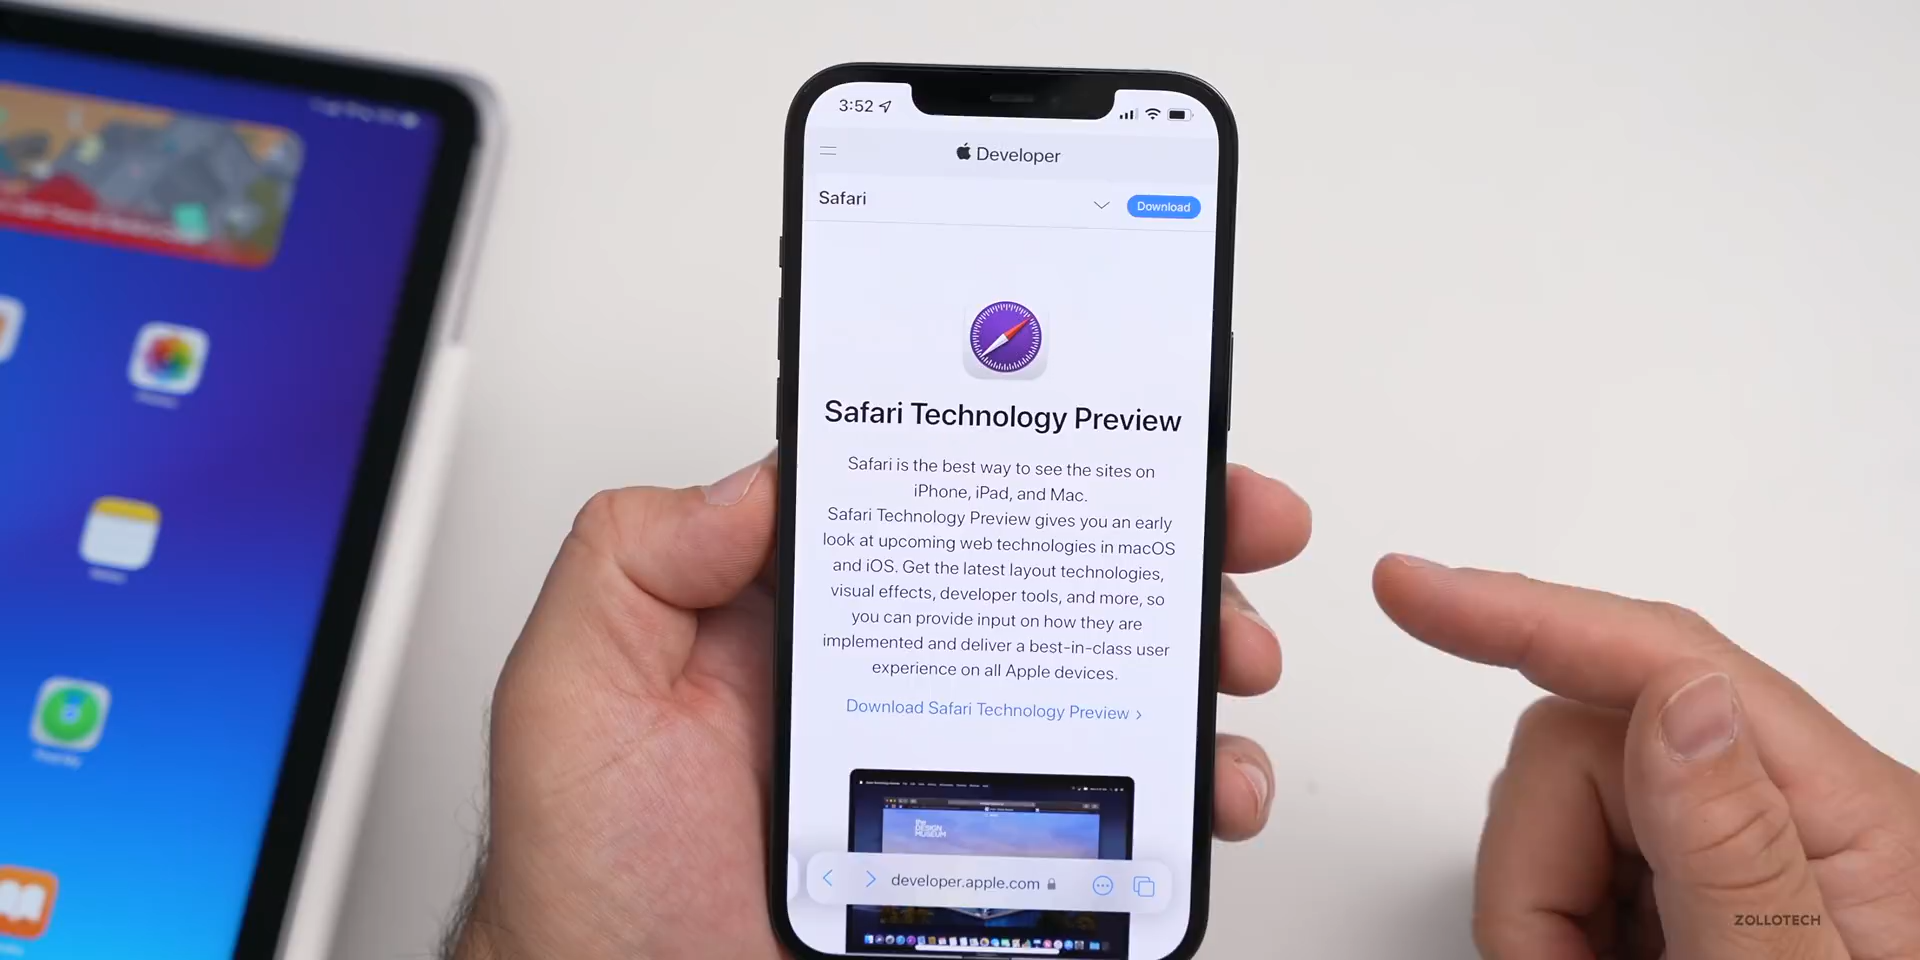 3:52
Developer
Safari
Download
Safari Technology Preview
Safari is the best way to see the sites on
iPhone, iPad, and Mac.
Safari Technology Preview gives you an early
look at upcoming web technologies in macOS
and iOS. Get the latest layout technologies,
visual effects, developer tools, and more, so
you can provide input on how they are
implemented and deliver a best-in-class user
experience on all Apple devices.
Download Safari Technology Preview >
the
DESIGN
MUSEUM
developer.apple.com
ZOLLOTECH